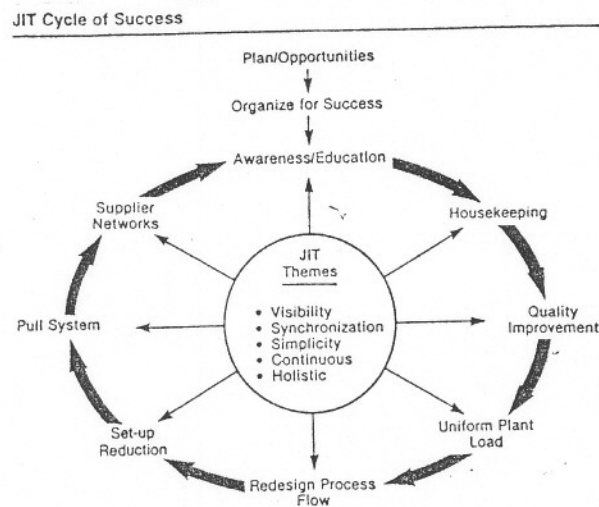 JIT Cycle of Success
Plan/Opportunities
Organize for Success
Awareness/Education
Housekeeping
Quality
Improvement
Uniform Plant
Load
Redesign Process
Flow
Set-up
Reduction
Pull System
Supplier
Networks
JIT
Themes
• Visibility
• Synchronization
• Simplicity
• Continuous
• Holistic